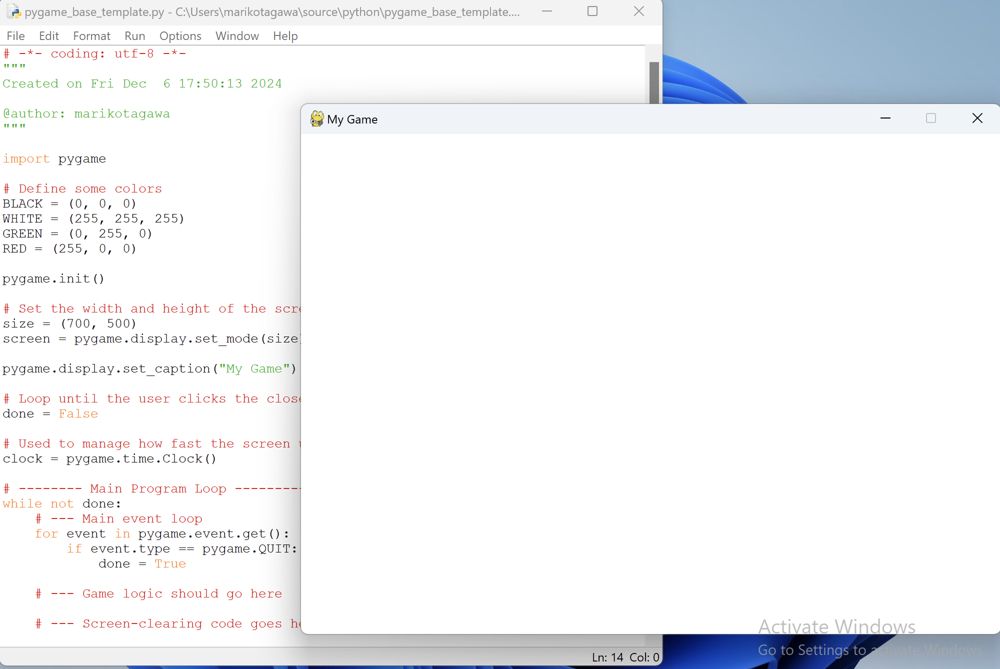 pygame_base_template.py - C:\Users\marikotagawa\source\python\pygame_base_template....
File Edit Format Run Options Window Help
# -*- coding: utf-8 -*-
"""
Created on Fri Dec  6 17:50:13 2024
@author: marikotagawa
"""
import pygame
# Define some colors
BLACK = (0, 0, 0)
WHITE = (255, 255, 255)
GREEN = (0, 255, 0)
RED = (255, 0, 0)
pygame.init()
# Set the width and height of the
size = (700, 500)
screen = pygame.display.set_mode(size
pygame.display.set_caption("My Game")
# Loop until the user clicks the close
done = False
# Used to manage how fast the screen
clock = pygame.time.Clock()
# -------- Main Program Loop ---------
while not done:
    # --- Main event loop
    for event in pygame.event.get():
        if event.type == pygame.QUIT:
            done = True
    # --- Game logic should go here
    # --- Screen-clearing code goes
Ln: 14 Col: 0
My Game
Activate Windows
Go to Settings to activate Windows.